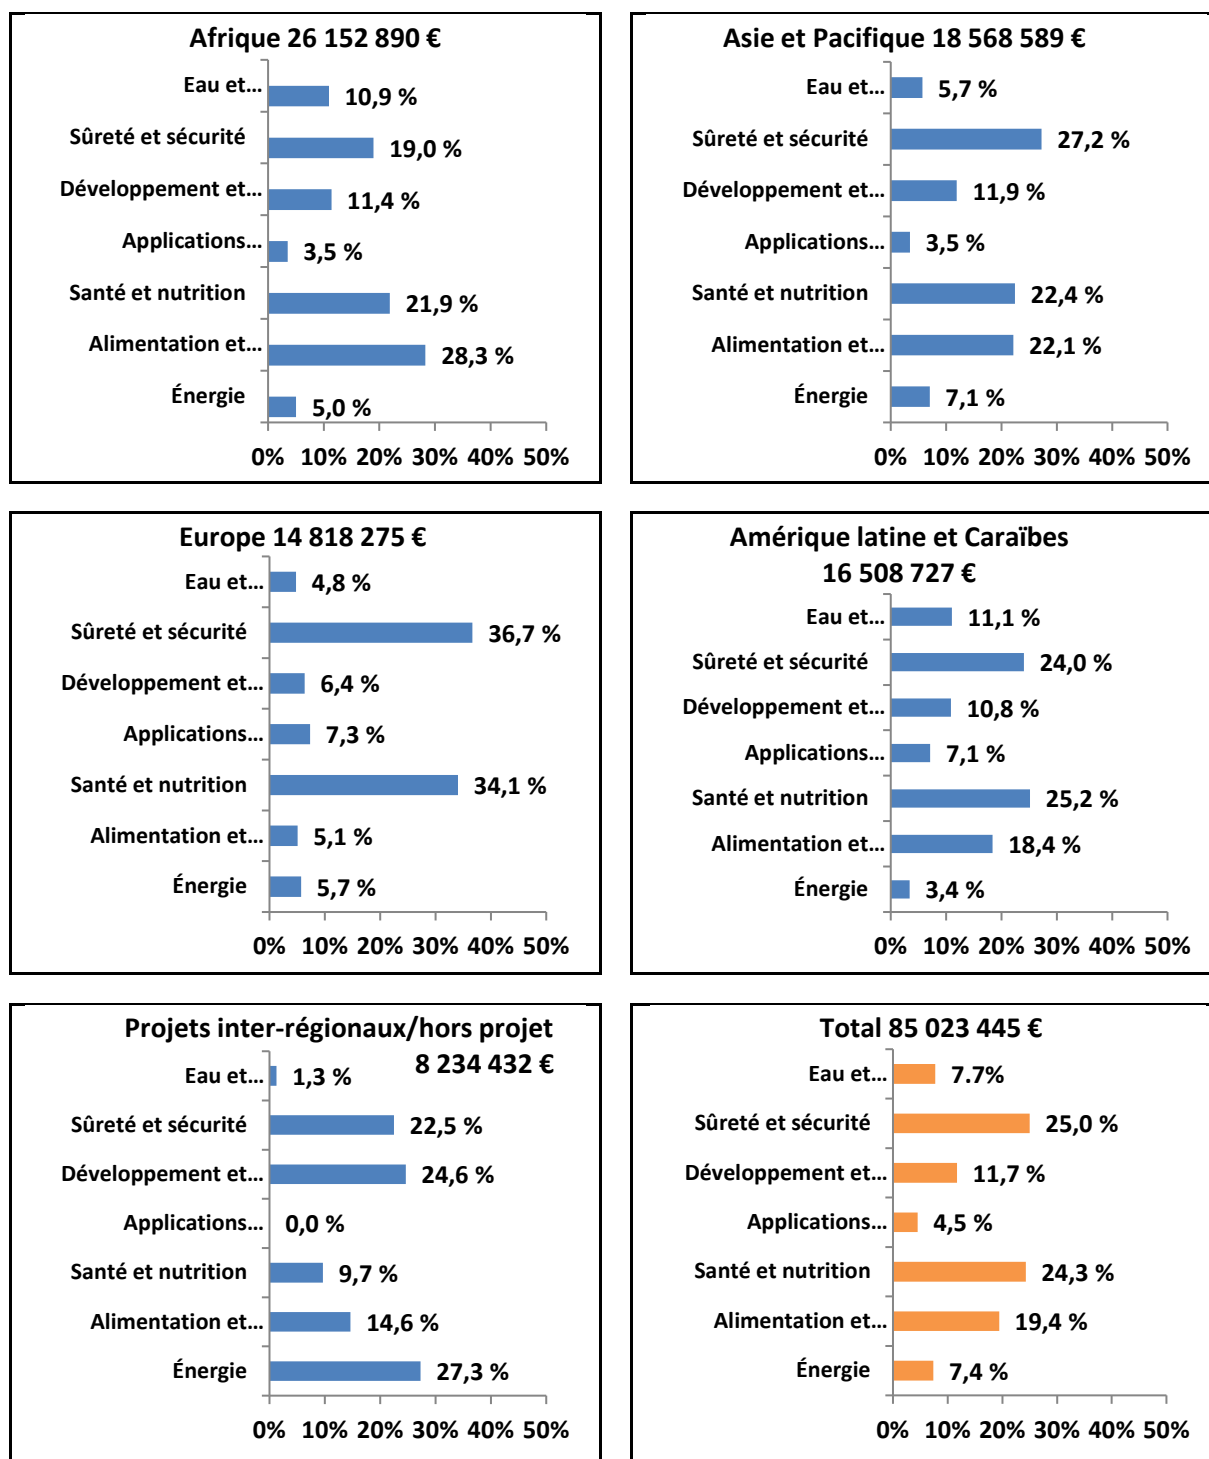 Afrique 26 152 890 €
Eau et...
10,9 %
Sûreté et sécurité
19,0 %
Développement et...
11,4 %
Applications...
3,5 %
Santé et nutrition
21,9 %
Alimentation et...
28,3 %
Énergie
5,0 %
0% 10% 20% 30% 40% 50%
Asie et Pacifique 18 568 589 €
Eau et...
5,7 %
Sûreté et sécurité
27,2 %
Développement et...
11,9 %
Applications...
3,5 %
Santé et nutrition
22,4 %
Alimentation et...
22,1 %
Énergie
7,1 %
0% 10% 20% 30% 40% 50%
Europe 14 818 275 €
Eau et...
4,8 %
Sûreté et sécurité
36,7 %
Développement et...
6,4 %
Applications...
7,3 %
Santé et nutrition
34,1 %
Alimentation et...
5,1 %
Énergie
5,7 %
0% 10% 20% 30% 40% 50%
Amérique latine et Caraïbes
16 508 727 €
Eau et...
11,1 %
Sûreté et sécurité
24,0 %
Développement et...
10,8 %
Applications...
7,1 %
Santé et nutrition
25,2 %
Alimentation et...
18,4 %
Énergie
3,4 %
0% 10% 20% 30% 40% 50%
Projets inter-régionaux/hors projet
8 234 432 €
Eau et...
1,3 %
Sûreté et sécurité
22,5 %
Développement et...
24,6 %
Applications...
0,0 %
Santé et nutrition
9,7 %
Alimentation et...
14,6 %
Énergie
27,3 %
0% 10% 20% 30% 40% 50%
Total 85 023 445 €
Eau et...
7.7%
Sûreté et sécurité
25,0 %
Développement et...
11,7 %
Applications...
4,5 %
Santé et nutrition
24,3 %
Alimentation et...
19,4 %
Énergie
7,4 %
0% 10% 20% 30% 40% 50%